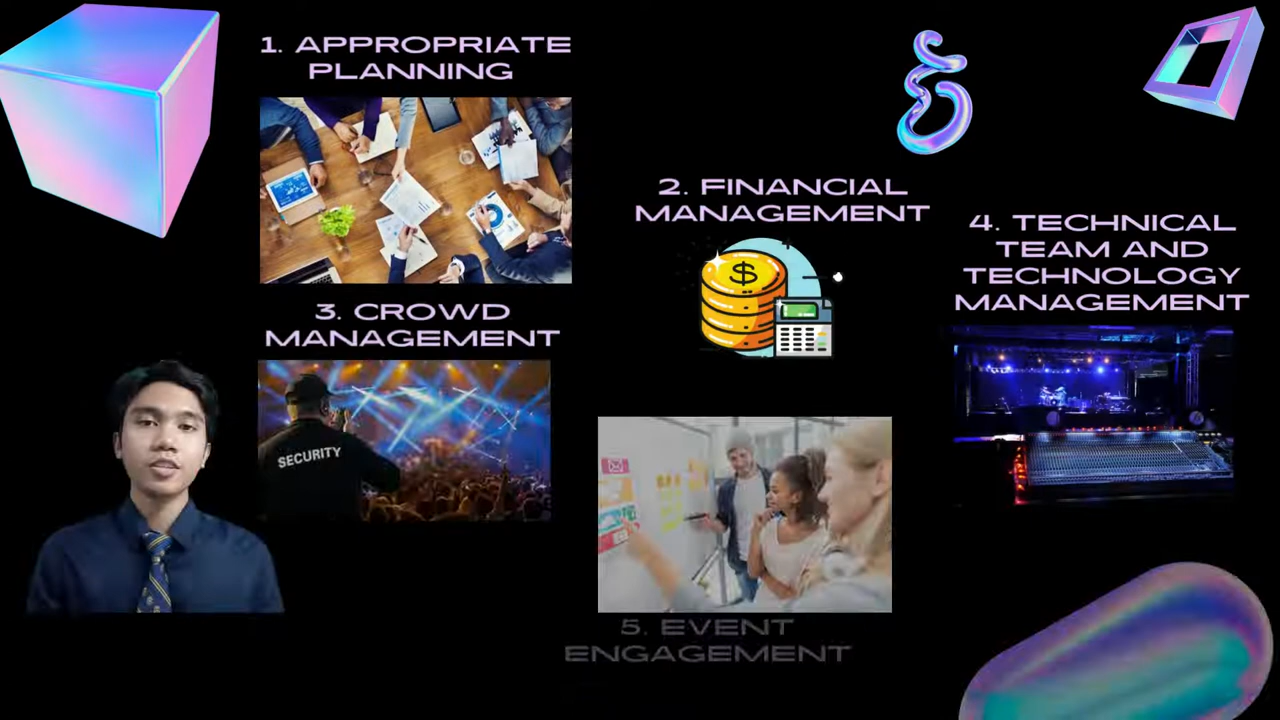 1. APPROPRIATE
PLANNING
2. FINANCIAL
MANAGEMENT
3. CROWD
MANAGEMENT
SECURITY
4. TECHNICAL
TEAM AND
TECHNOLOGY
MANAGEMENT
5. EVENT
ENGAGEMENT